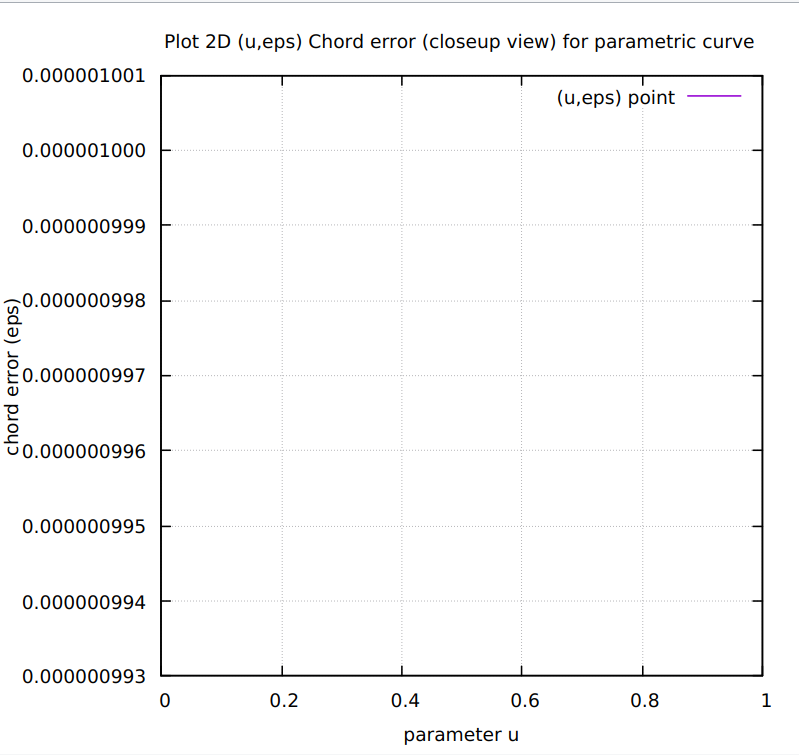 Plot 2D (u,eps) Chord error (closeup view) for parametric curve
(u,eps) point
0.000001001
0.000001000
0.000000999
0.000000998
0.000000997
0.000000996
0.000000995
0.000000994
0.000000993
chord error (eps)
0 0.2 0.4 0.6 0.8 1
parameter u